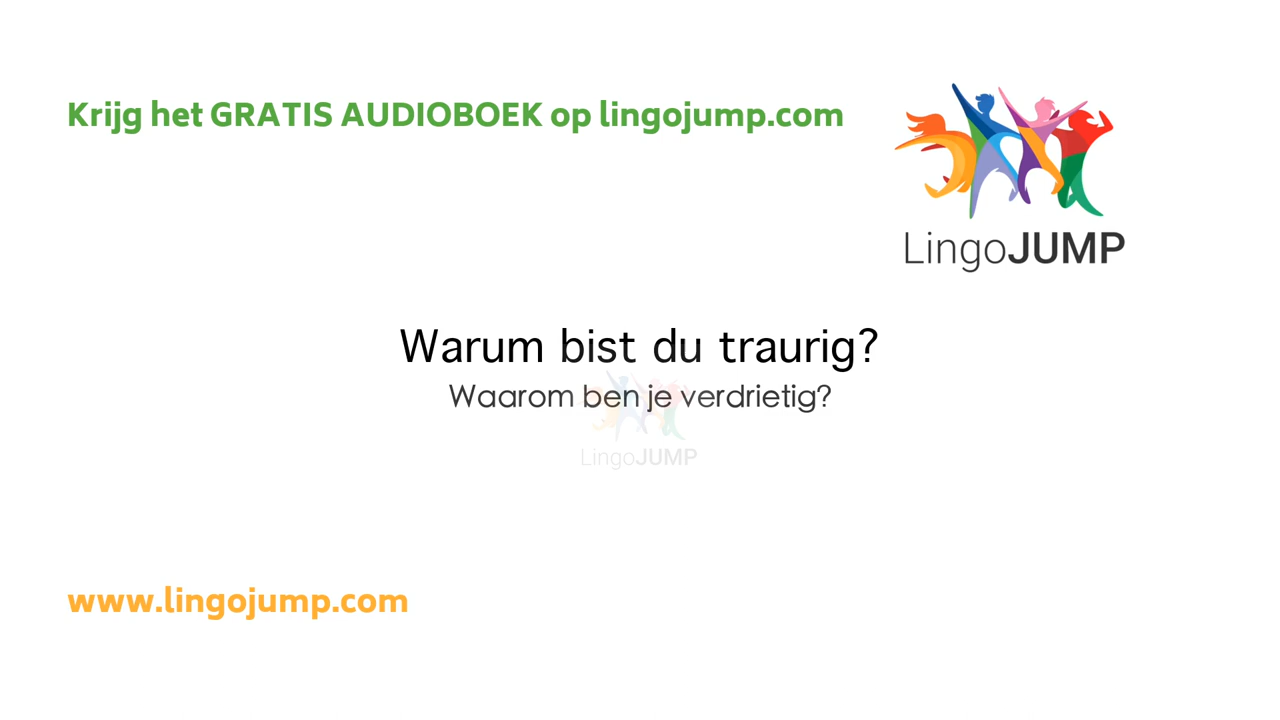 Krijg het GRATIS AUDIOBOEK op lingojump.com
LingoJUMP
Warum bist du traurig?
Waarom ben je verdrietig?
LingoJUMP
www.lingojump.com